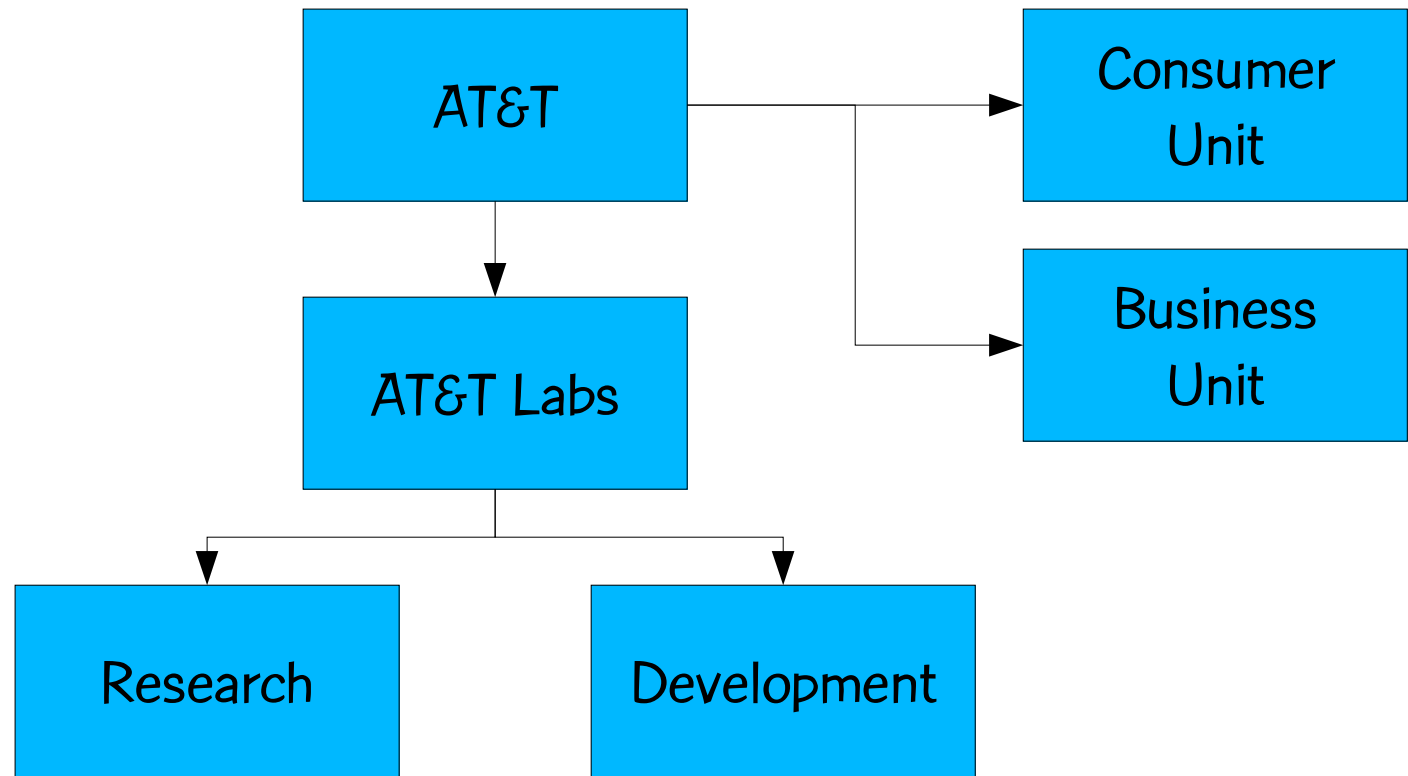 AT&T
Consumer
Unit
Business
Unit
AT&T Labs
Research
Development